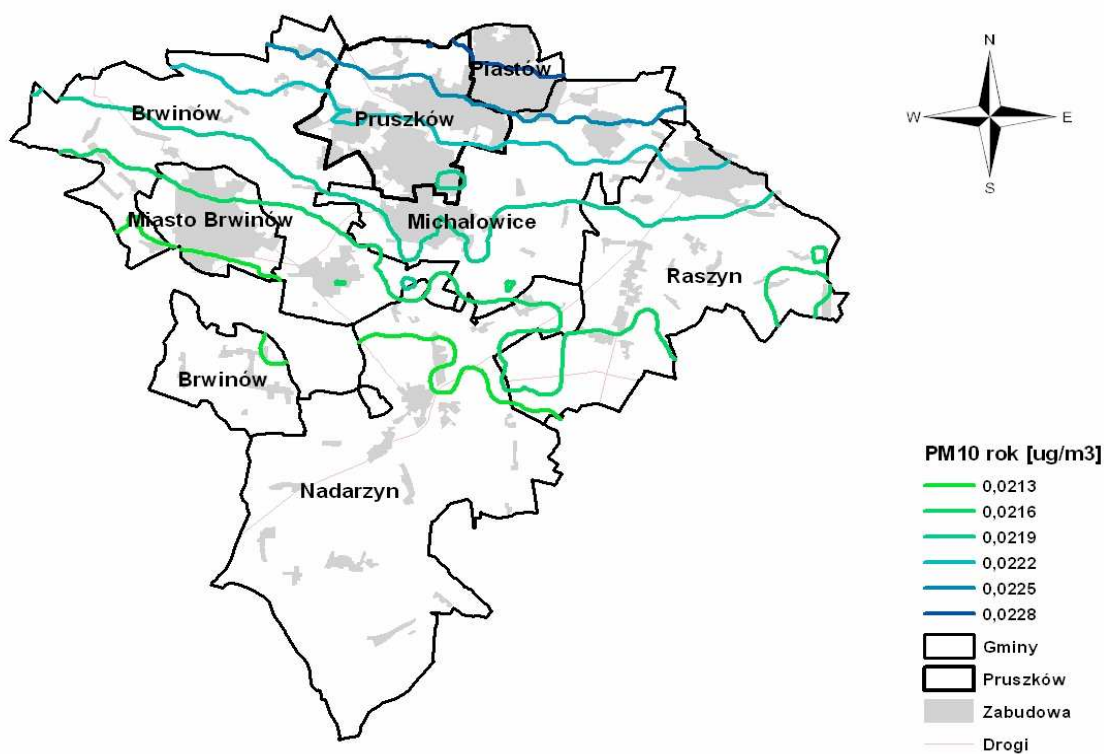 N
W
E
S
Piastów
Brwinów
Pruszków
Miasto Brwinów
Michalowice
Raszyn
Brwinów
Nadarzyn
PM10 rok [ug/m3]
0,0213
0,0216
0,0219
0,0222
0,0225
0,0228
Gminy
Pruszków
Zabudowa
Drogi